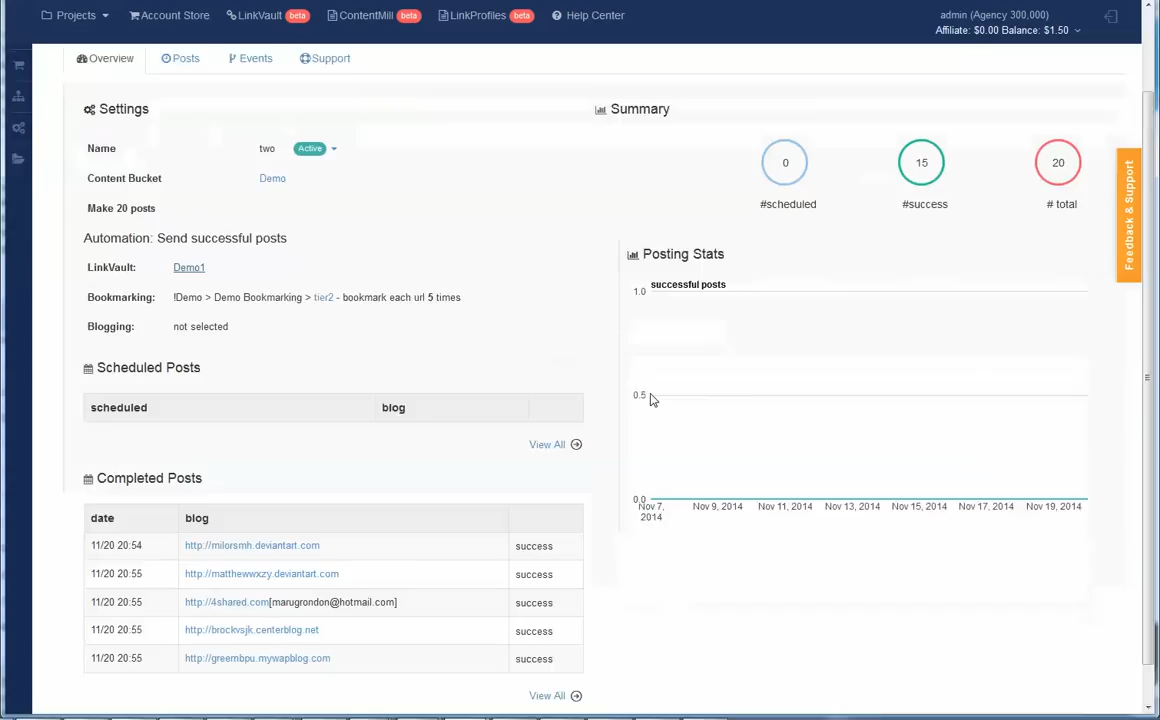 Projects Account Store LinkVault beta ContentMill beta LinkProfiles beta Help Center admin (Agency 300,000)
Affiliate: $0.00 Balance: $1.50
Overview Posts Events Support
Settings
Name two Active
Content Bucket Demo
Make 20 posts
Automation: Send successful posts
LinkVault: Demo1
Bookmarking: !Demo > Demo Bookmarking > tier2 - bookmark each url 5 times
Blogging: not selected
Scheduled Posts
scheduled blog
View All
Completed Posts
date blog
11/20 20:54 http://milorsmh.deviantart.com success
11/20 20:55 http://matthewwxzy.deviantart.com success
11/20 20:55 http://4shared.com[marugrondon@hotmail.com] success
11/20 20:55 http://brockvsjk.centerblog.net success
11/20 20:55 http://greembpu.mywapblog.com success
View All
Summary
0 15 20
#scheduled #success # total
Posting Stats
successful posts
1.0
0.5
0.0
Nov 7, 2014 Nov 9, 2014 Nov 11, 2014 Nov 13, 2014 Nov 15, 2014 Nov 17, 2014 Nov 19, 2014
Feedback & Support